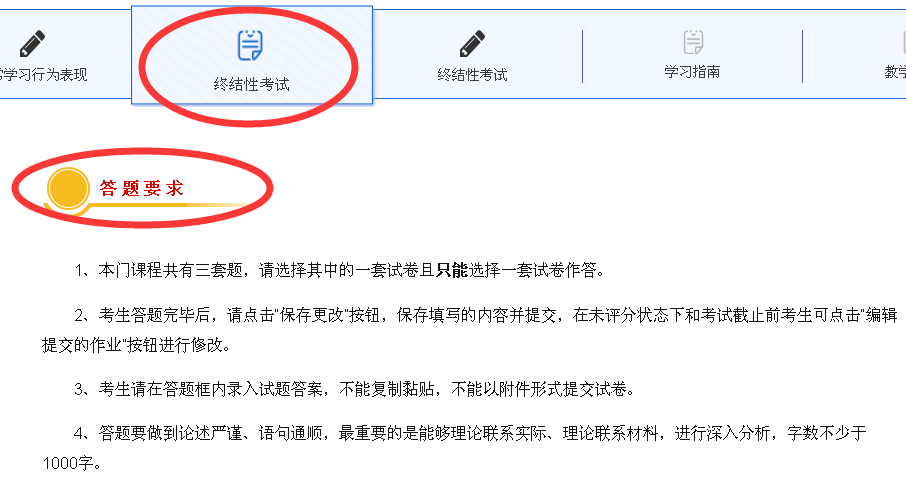 常学习行为表现
终结性考试
终结性考试
学习指南
教学
答题要求
1、本门课程共有三套题，请选择其中的一套试卷且只能选择一套试卷作答。
2、考生答题完毕后，请点击“保存更改”按钮，保存填写的内容并提交，在未评分状态下和考试截止前考生可点击“编辑
提交的作业”按钮进行修改。
3、考生请在答题框内录入试题答案，不能复制黏贴，不能以附件形式提交试卷。
4、答题要做到论述严谨、语句通顺，最重要的是能够理论联系实际、理论联系材料，进行深入分析，字数不少于
1000字。